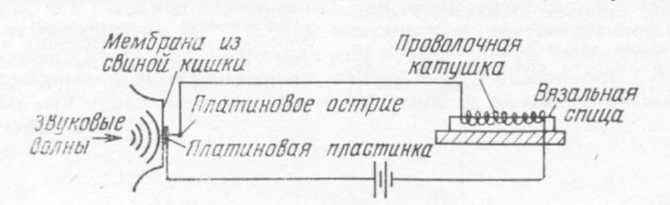 Мембрана из
свиной кишки
Проволочная
катушка
Платиновое острие
Вязальная
спица
Звуковые
волны
Платиновая пластинка